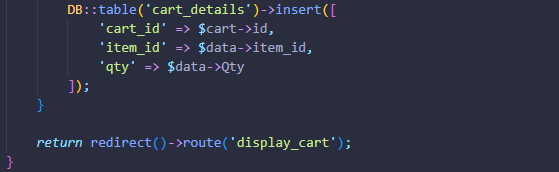 DB::table('cart_details')->insert([
'cart_id' => $cart->id,
'item_id' => $data->item_id,
'qty' => $data->Qty
]);
}
return redirect()->route('display_cart');
}